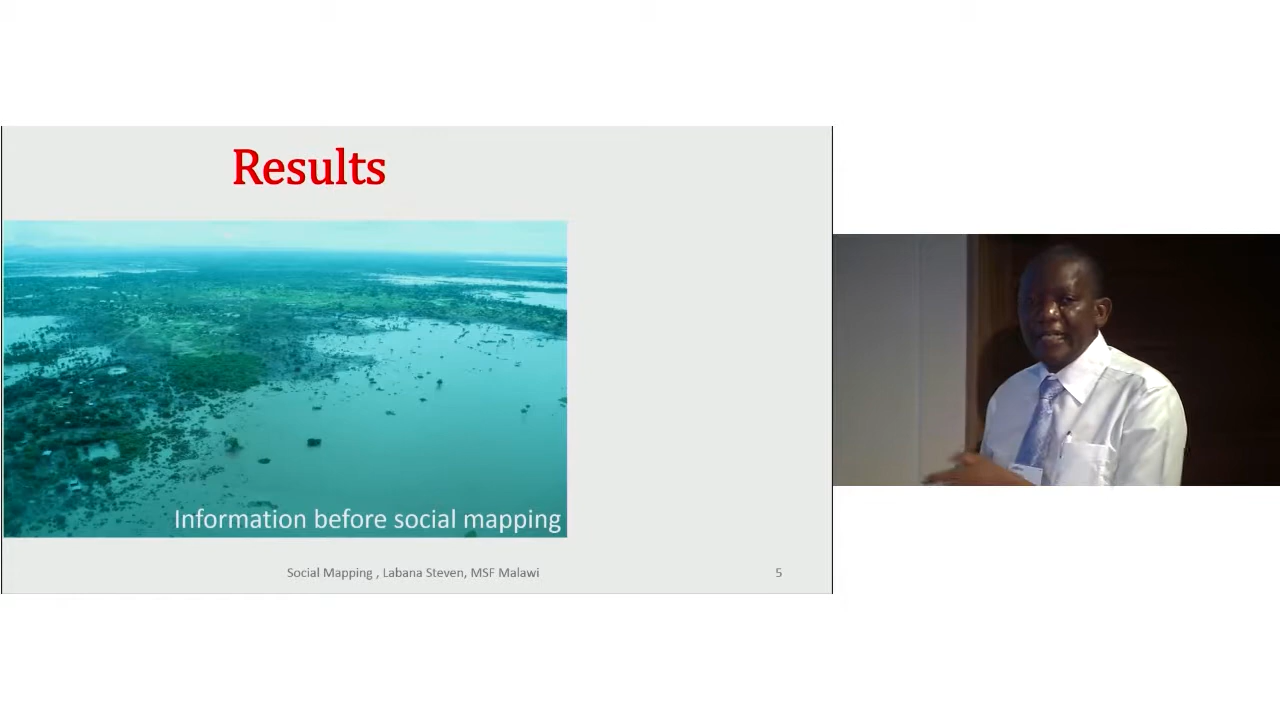 Results
Information before social mapping
Social Mapping , Labana Steven, MSF Malawi
5